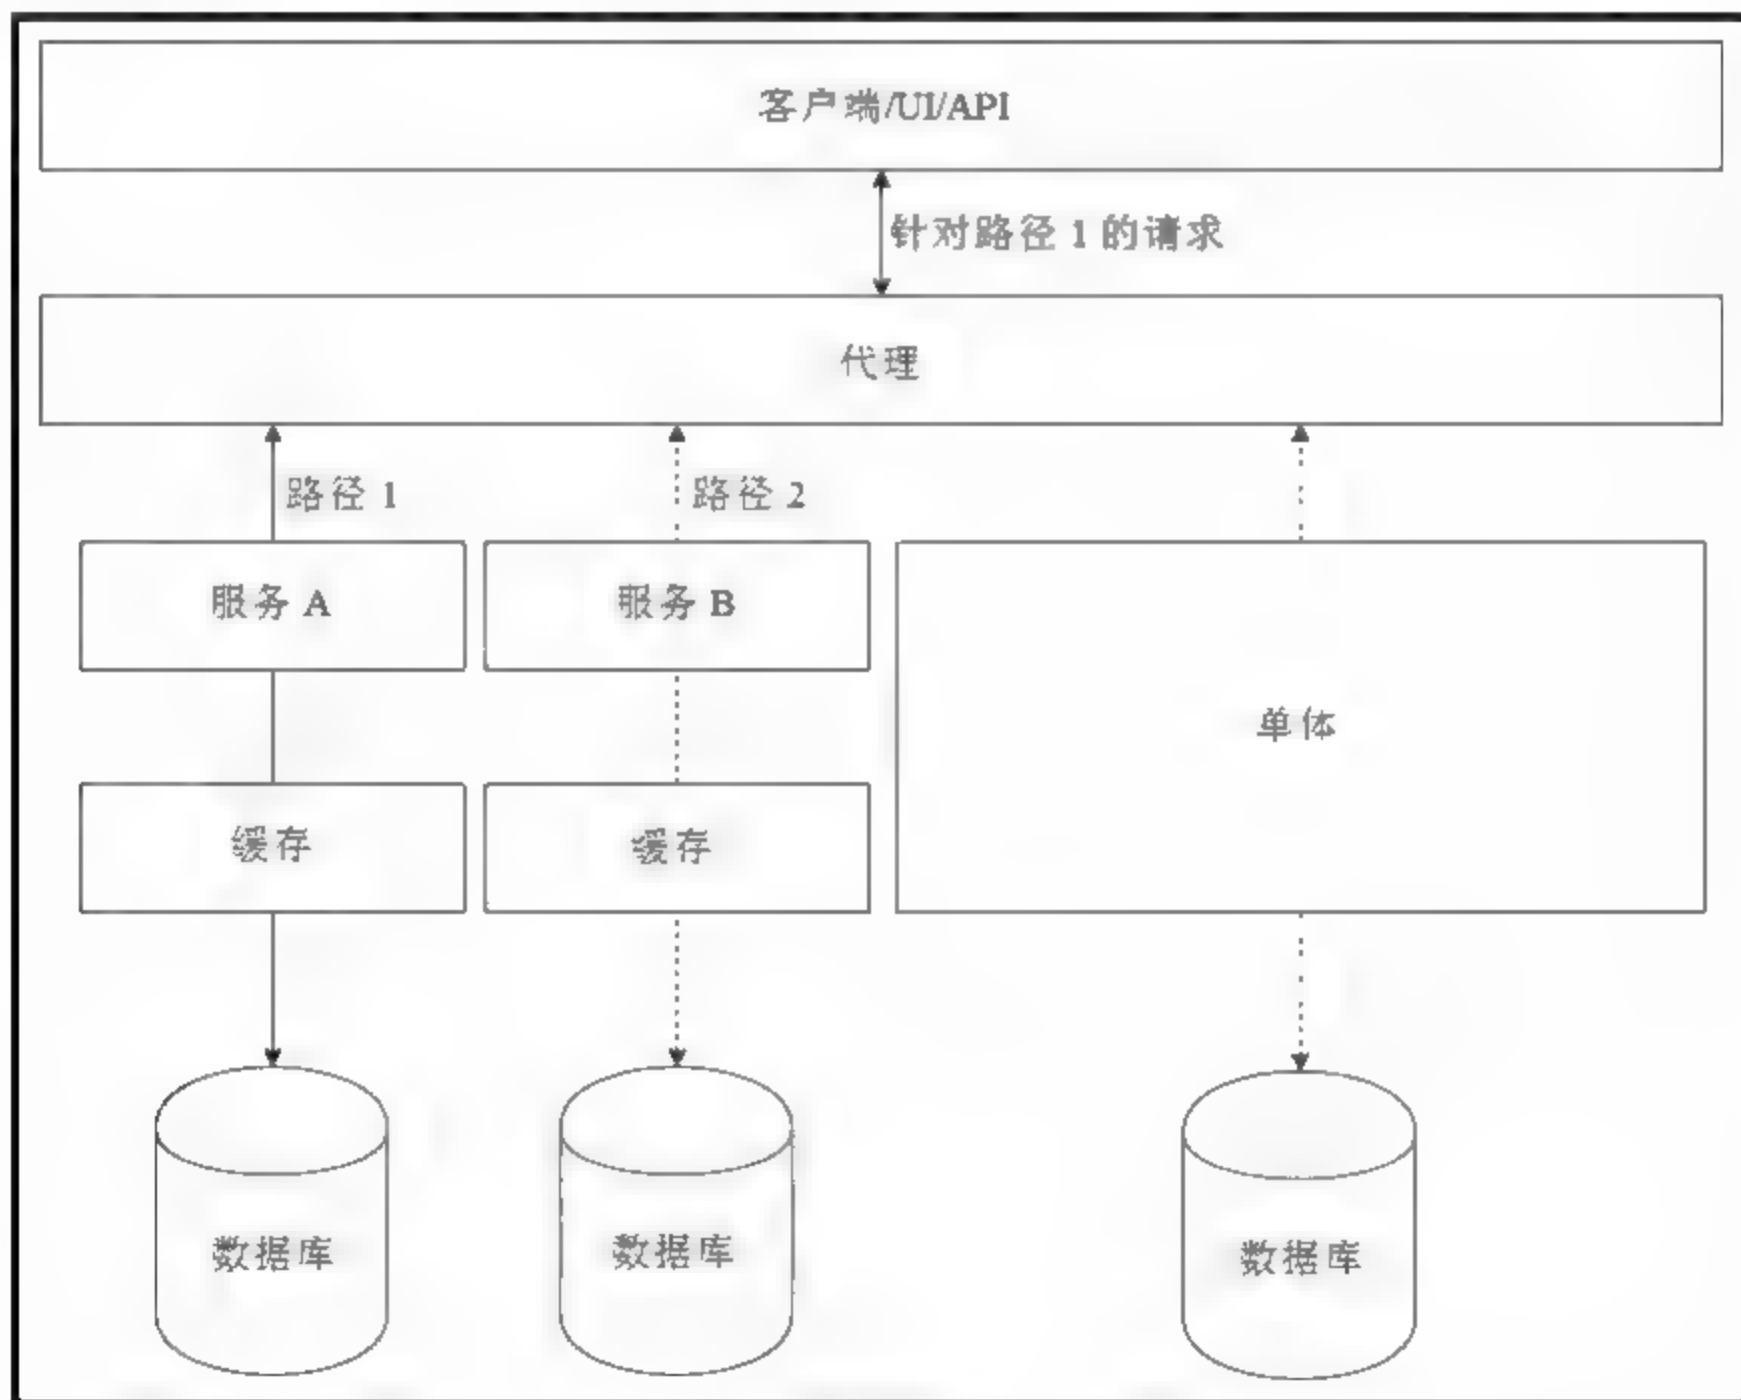 客户端/UI/API
针对路径 1 的请求
代理
路径 1
路径 2
服务 A
服务 B
单体
缓存
缓存
数据库
数据库
数据库